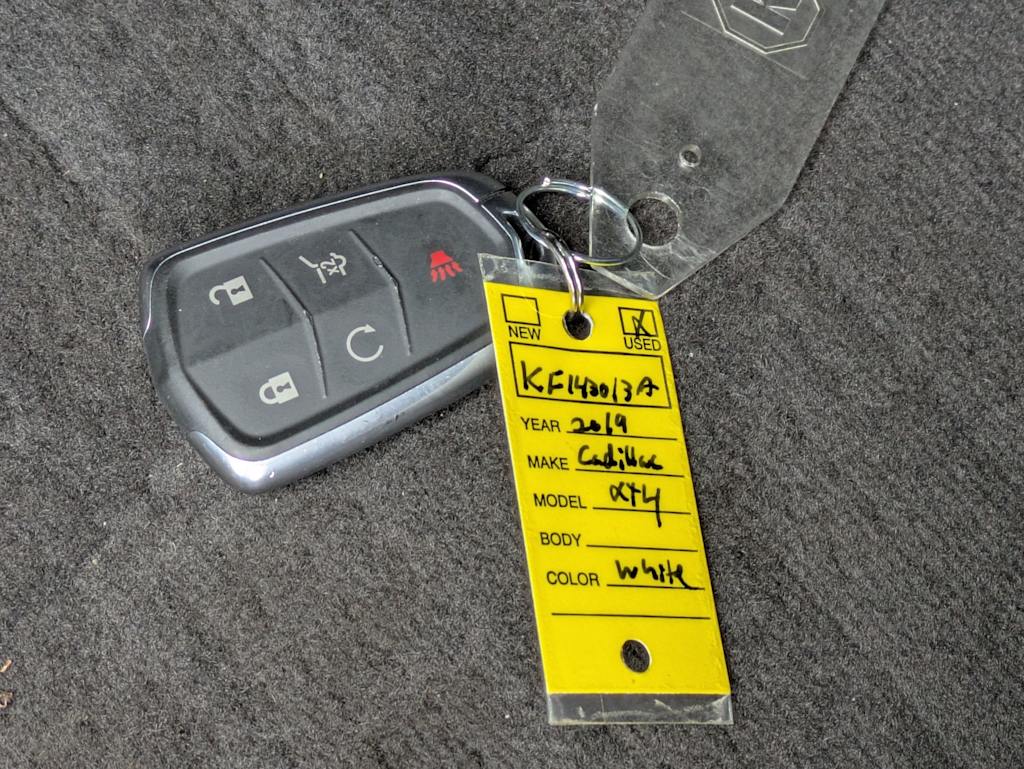 K
NEW
USED
KF143013A
YEAR 2019
MAKE Cadillac
MODEL XT4
BODY
COLOR White